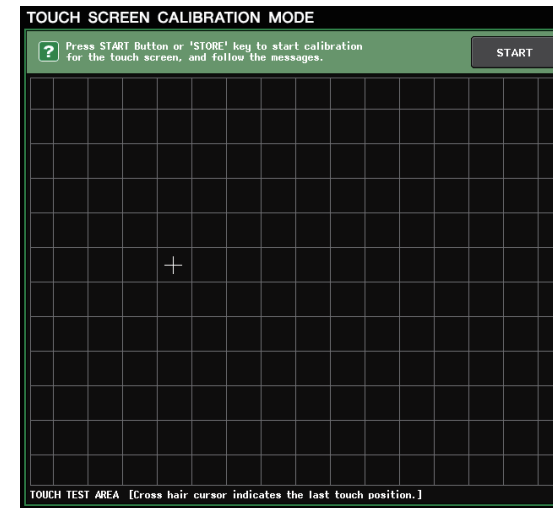 TOUCH SCREEN CALIBRATION MODE
? Press START Button or 'STORE' key to start calibration
for the touch screen, and follow the messages.
START
TOUCH TEST AREA [Cross hair cursor indicates the last touch position.]